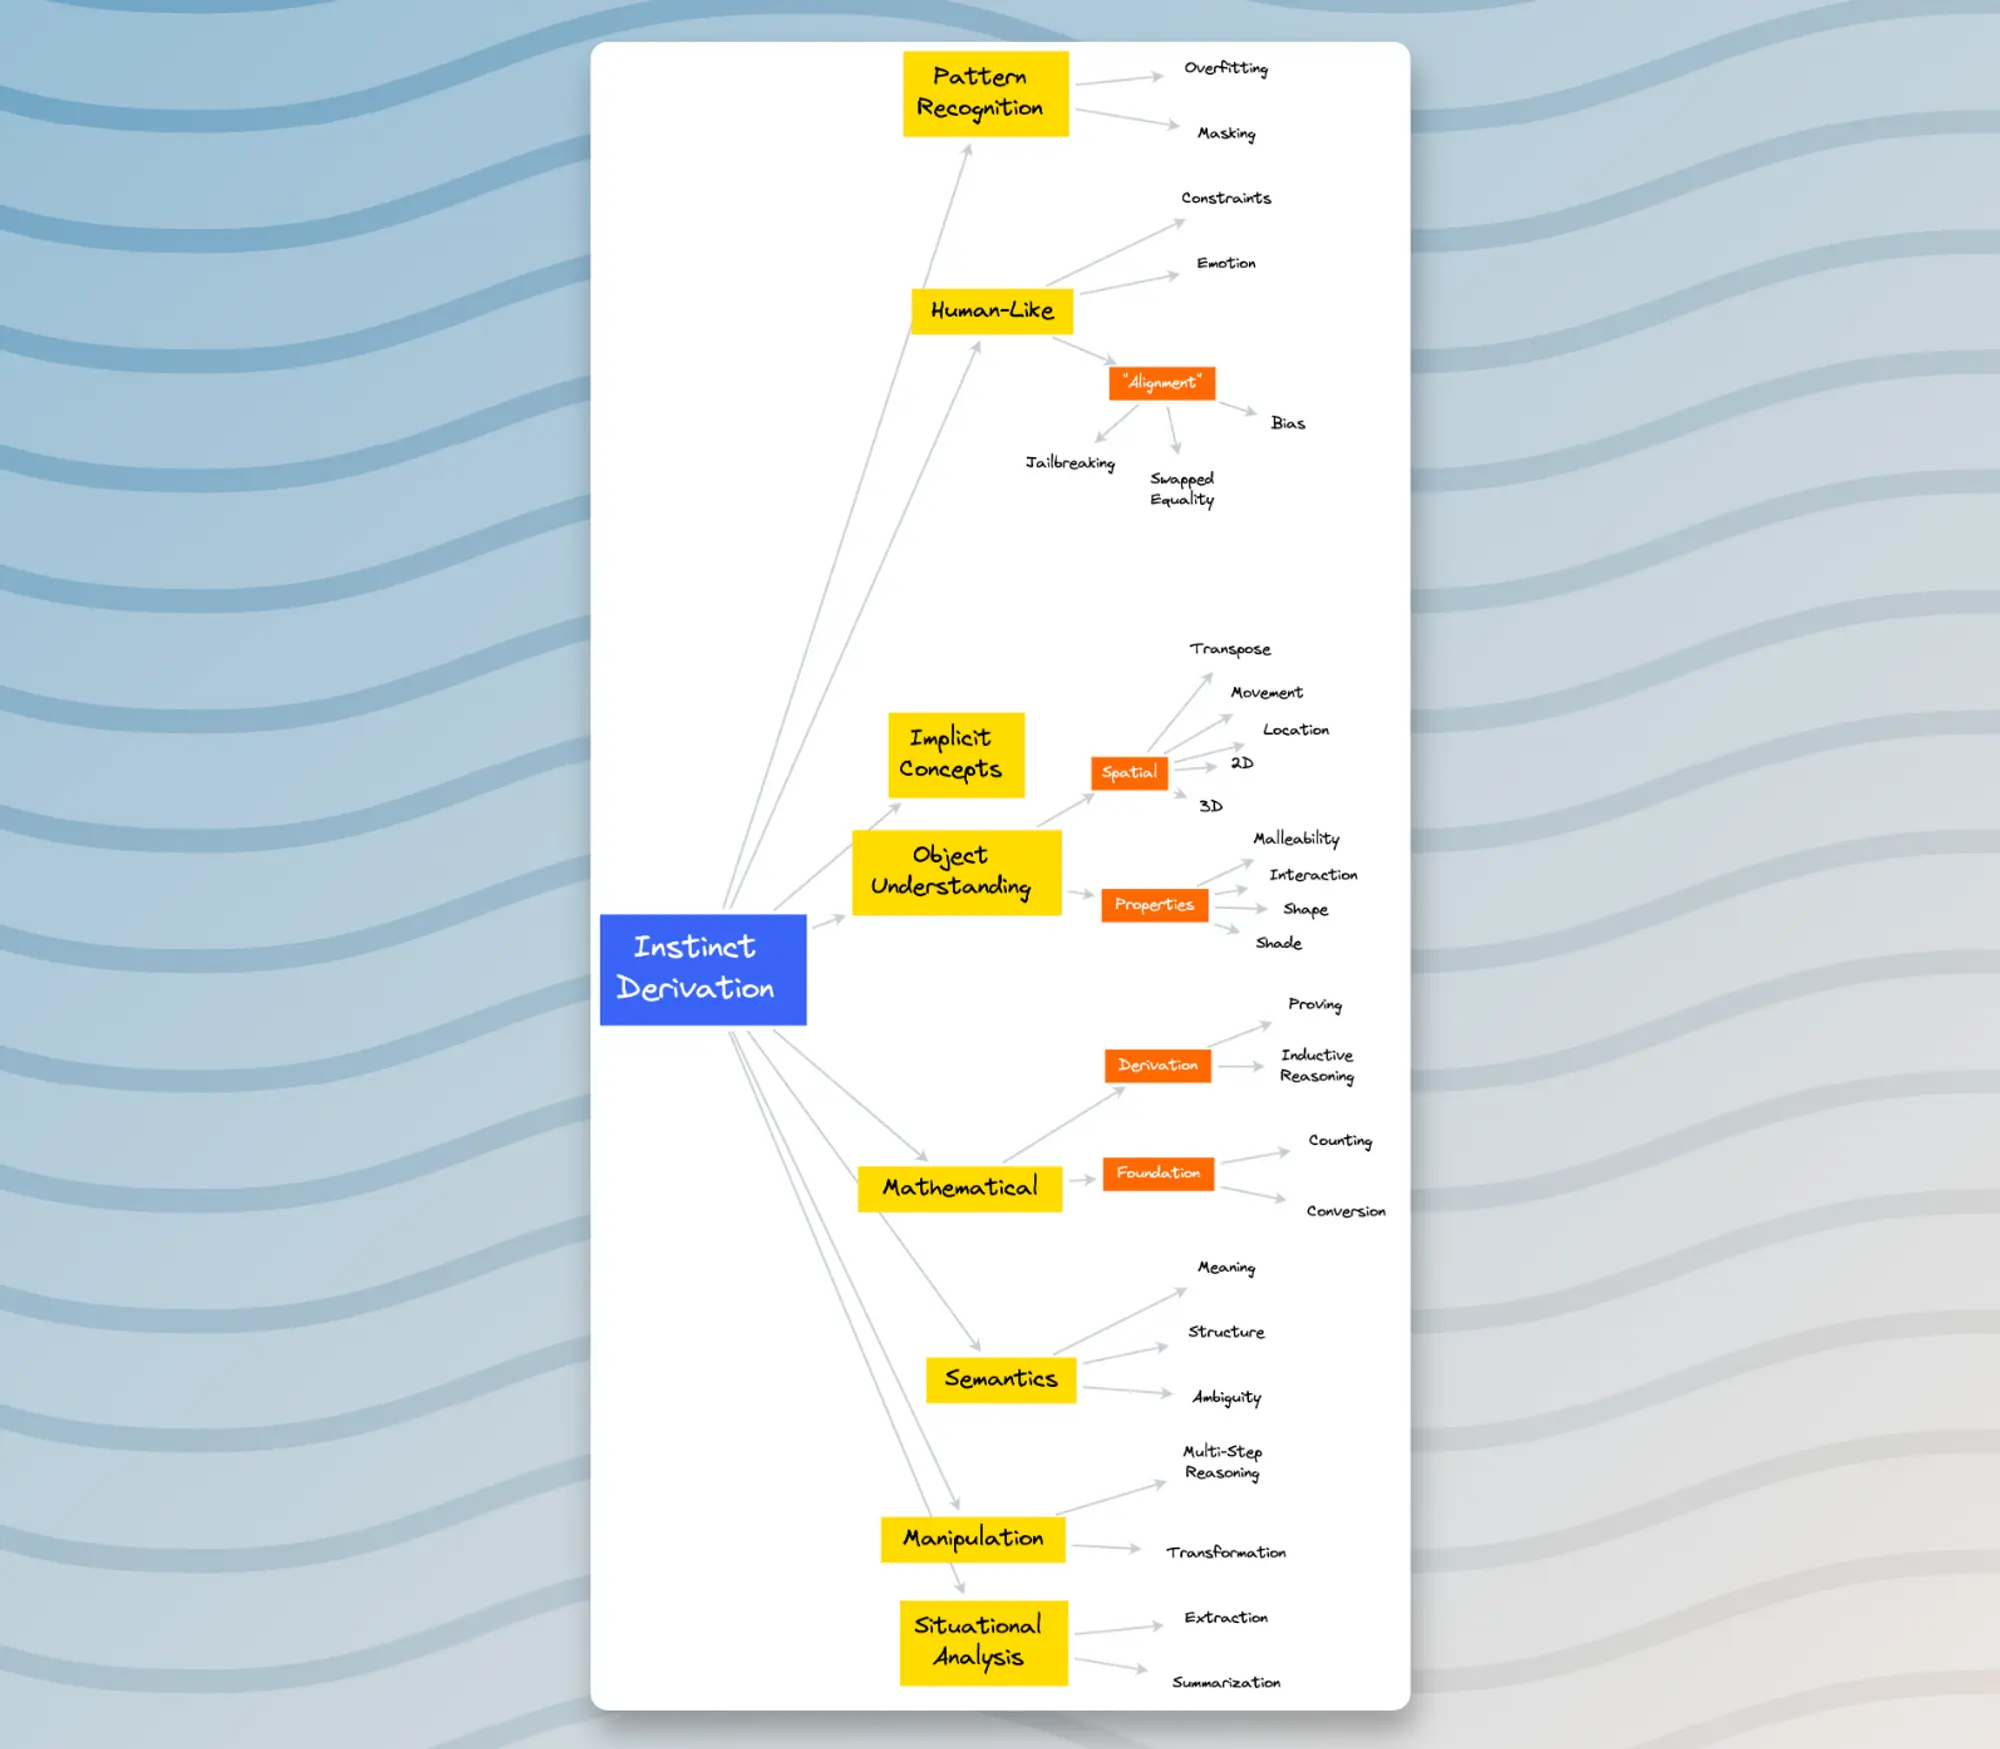 Pattern
Recognition
Overfitting
Masking
Constraints
Emotion
Human-Like
"Alignment"
Bias
Jailbreaking
Swapped
Equality
Transpose
Movement
Location
2D
3D
Implicit
Concepts
Spatial
Object
Understanding
Malleability
Interaction
Properties
Shape
Shade
Instinct
Derivation
Proving
Derivation
Inductive
Reasoning
Counting
Foundation
Mathematical
Conversion
Meaning
Structure
Semantics
Ambiguity
Multi-Step
Reasoning
Manipulation
Transformation
Situational
Analysis
Extraction
Summarization